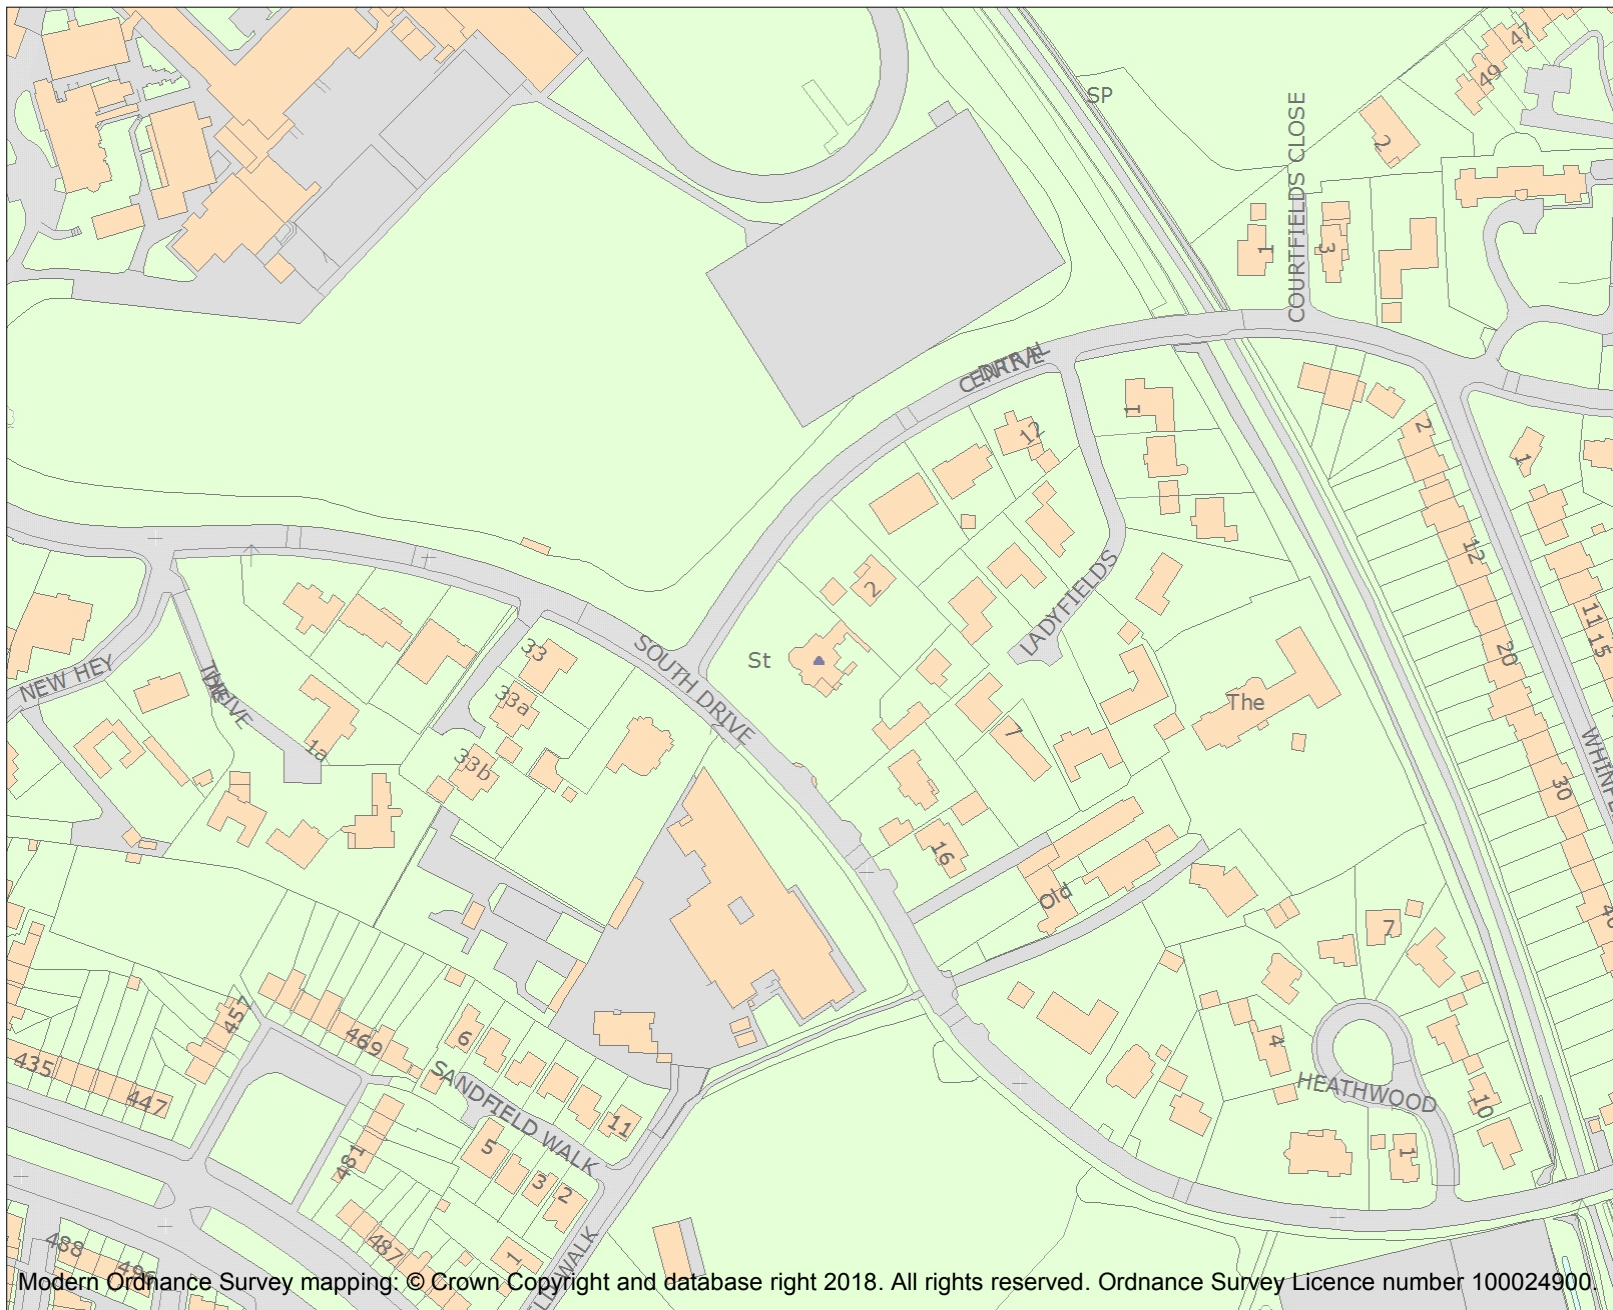 47
49
SP
COURTFIELDS CLOSE
2
1
3
CENTRAL
DRIVE
1
12
2
1
12
LADYFIELDS
2
11
15
20
SOUTH DRIVE
St
33
NEW HEY
THE
DRIVE
33a
The
7
1a
33b
30
16
Old
7
457
469
6
4
435
447
SANDFIELD WALK
HEATHWOOD
10
11
5
481
3
2
1
488
487
1
496
Modern Ordnance Survey mapping: © Crown Copyright and database right 2018. All rights reserved. Ordnance Survey Licence number 100024900.